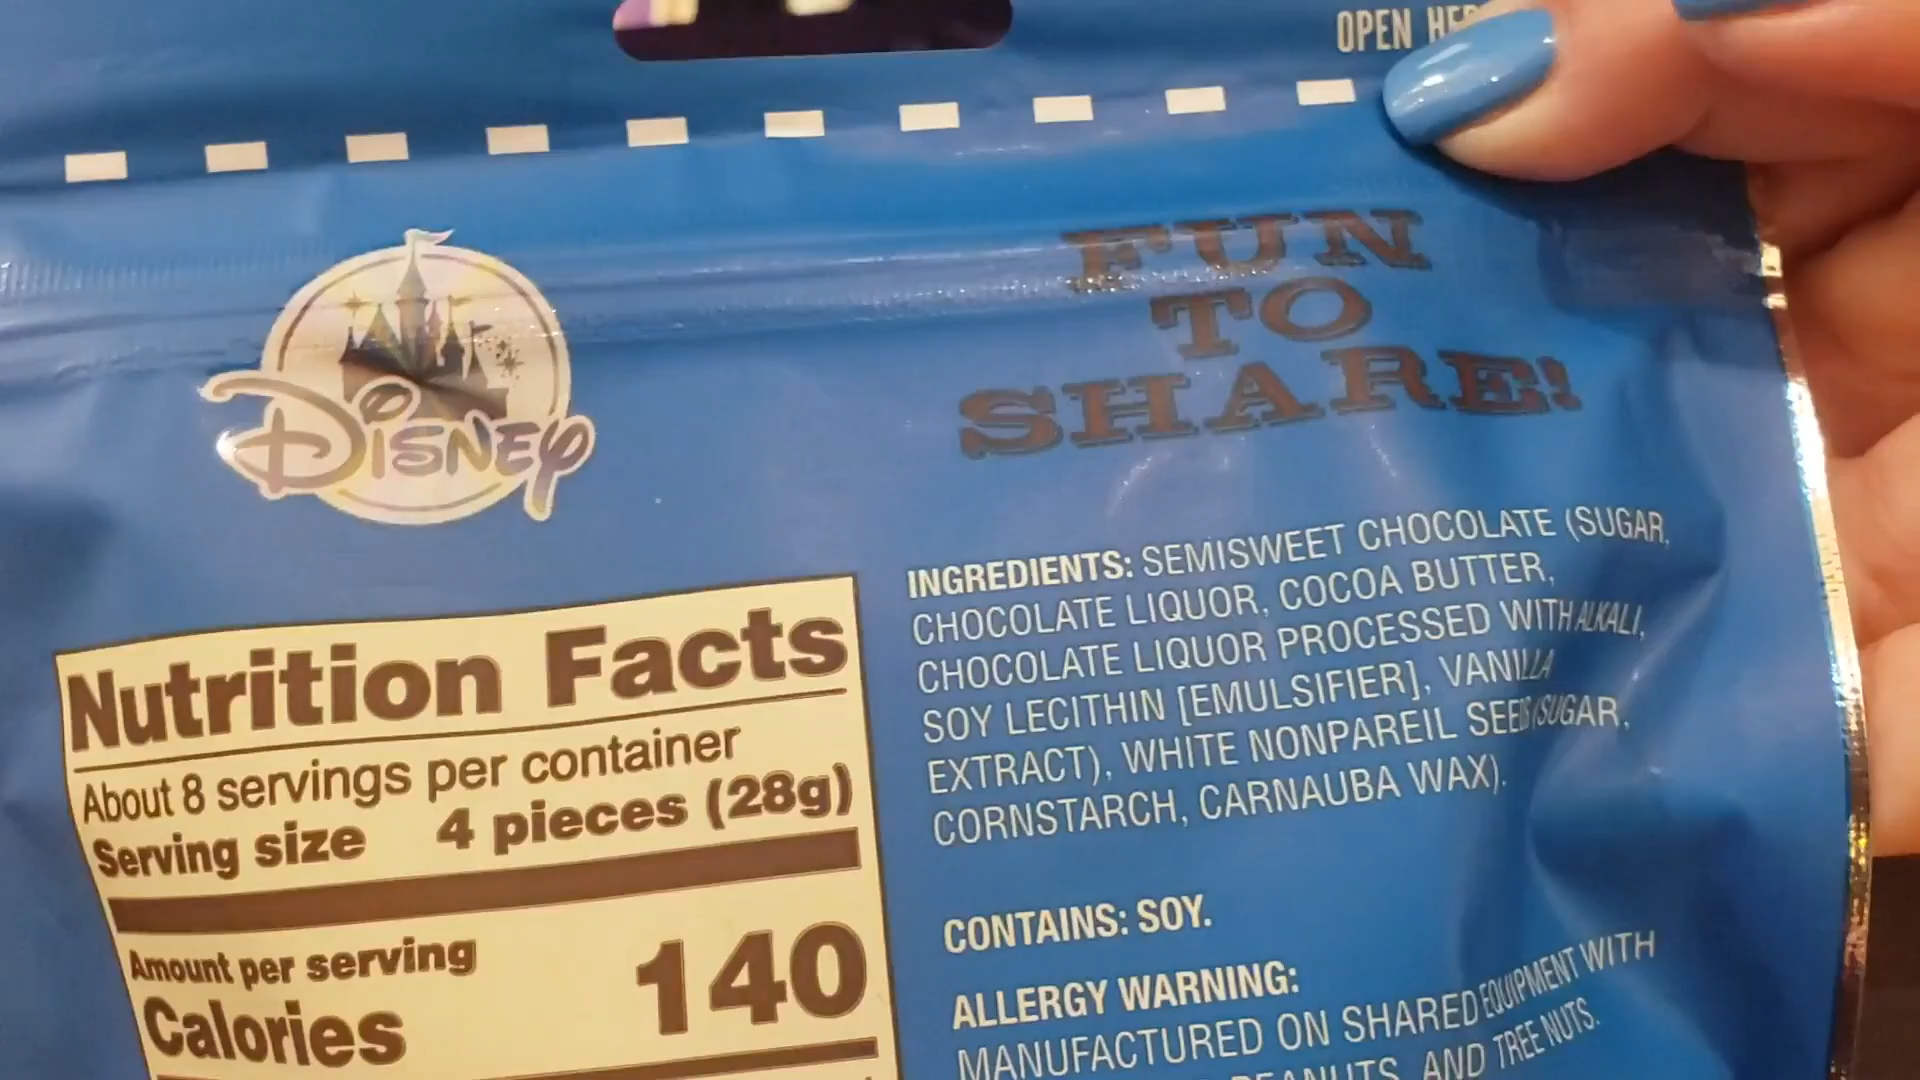 OPEN
DISNEY
FUN
TO
SHARE!
Nutrition Facts
About 8 servings per container
Serving size 4 pieces (28g)
Amount per serving
Calories 140
INGREDIENTS: SEMISWEET CHOCOLATE (SUGAR,
CHOCOLATE LIQUOR, COCOA BUTTER,
CHOCOLATE LIQUOR PROCESSED WITH ALKALI,
SOY LECITHIN [EMULSIFIER], VANILLA
EXTRACT), WHITE NONPAREIL SEEDS (SUGAR,
CORNSTARCH, CARNAUBA WAX).
CONTAINS: SOY.
ALLERGY WARNING:
MANUFACTURED ON SHARED EQUIPMENT WITH
PEANUTS, AND TREE NUTS.